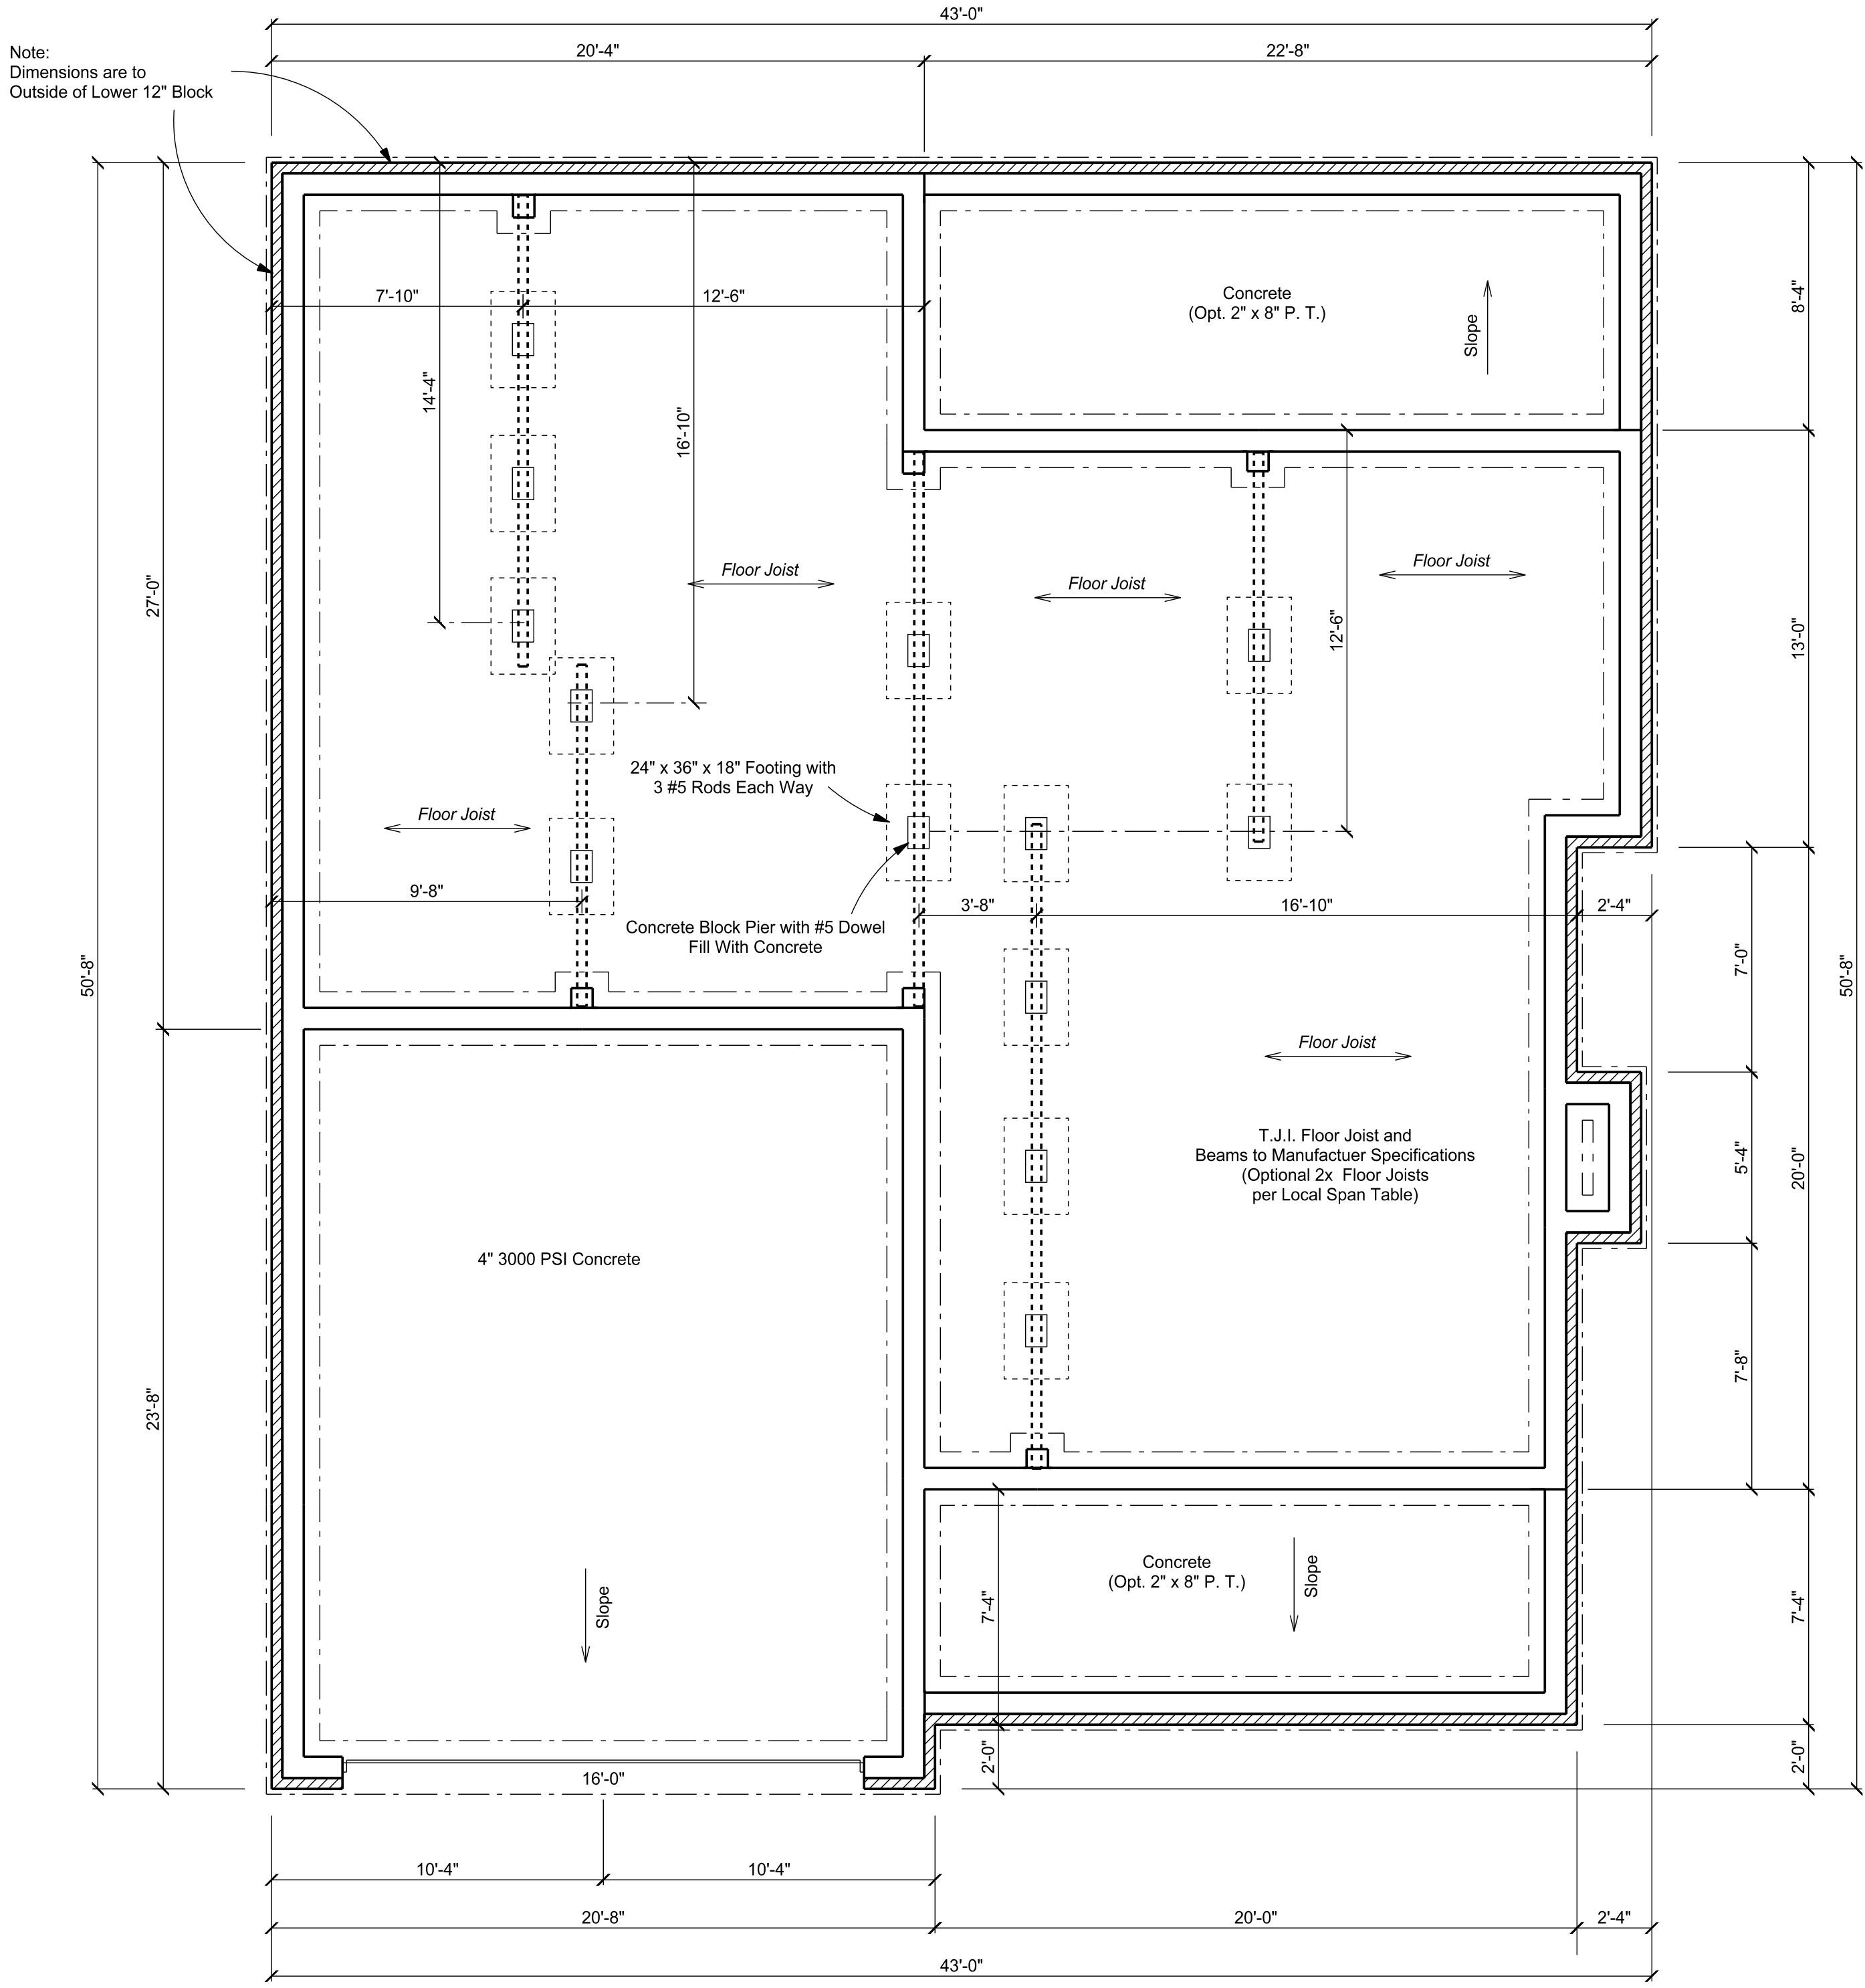 43'-0"
20'-4"
22'-8"
Note:
Dimensions are to
Outside of Lower 12" Block
7'-10"
12'-6"
Concrete
(Opt. 2" x 8" P. T.)
Slope
8'-4"
14'-4"
16'-10"
27'-0"
Floor Joist
Floor Joist
Floor Joist
12'-6"
13'-0"
24" x 36" x 18" Footing with
3 #5 Rods Each Way
Floor Joist
9'-8"
3'-8"
16'-10"
2'-4"
Concrete Block Pier with #5 Dowel
Fill With Concrete
50'-8"
7'-0"
50'-8"
Floor Joist
T.J.I. Floor Joist and
Beams to Manufactuer Specifications
(Optional 2x  Floor Joists
per Local Span Table)
5'-4"
20'-0"
4" 3000 PSI Concrete
7'-8"
23'-8"
Concrete
(Opt. 2" x 8" P. T.)
Slope
Slope
7'-4"
7'-4"
2'-0"
2'-0"
16'-0"
10'-4"
10'-4"
20'-8"
20'-0"
2'-4"
43'-0"